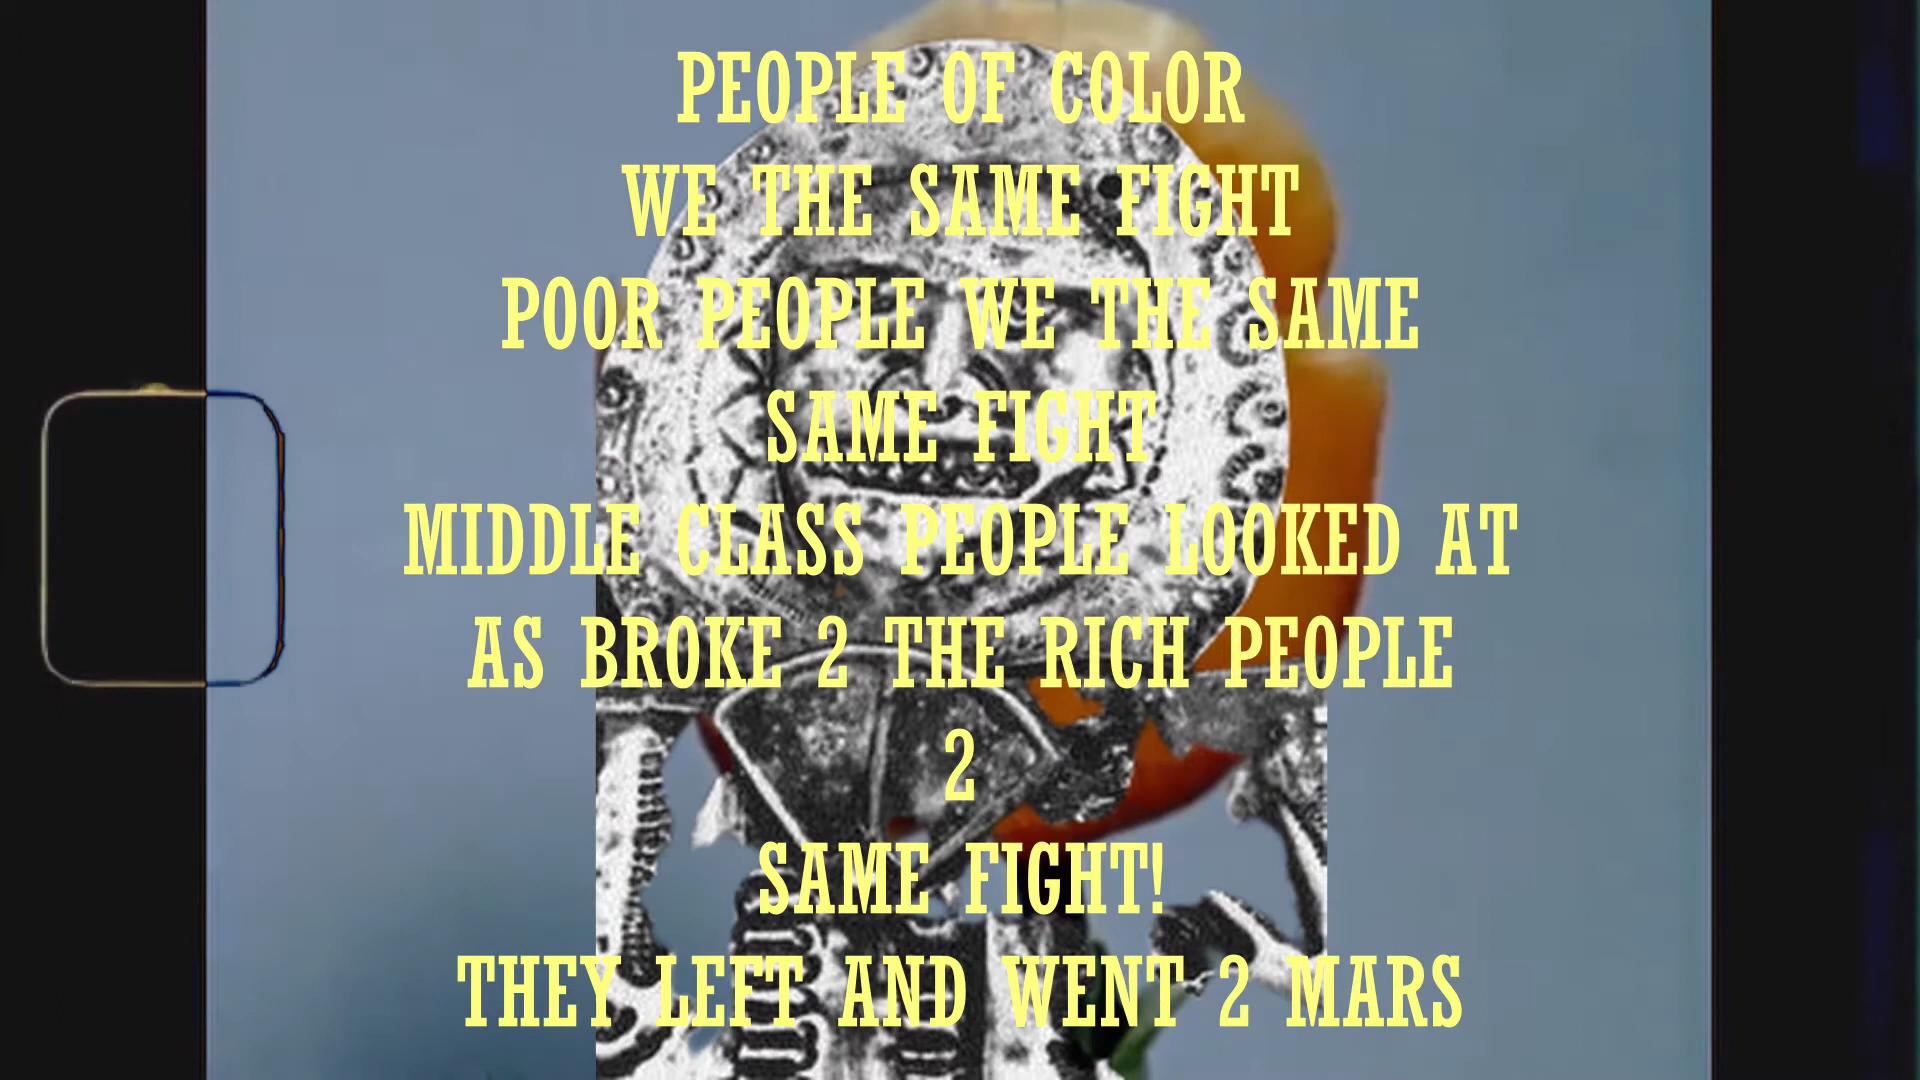 PEOPLE OF COLOR
WE THE SAME FIGHT
POOR PEOPLE WE THE SAME
SAME FIGHT
MIDDLE CLASS PEOPLE LOOKED AT
AS BROKE 2 THE RICH PEOPLE
2
SAME FIGHT!
THEY LEFT AND WENT 2 MARS